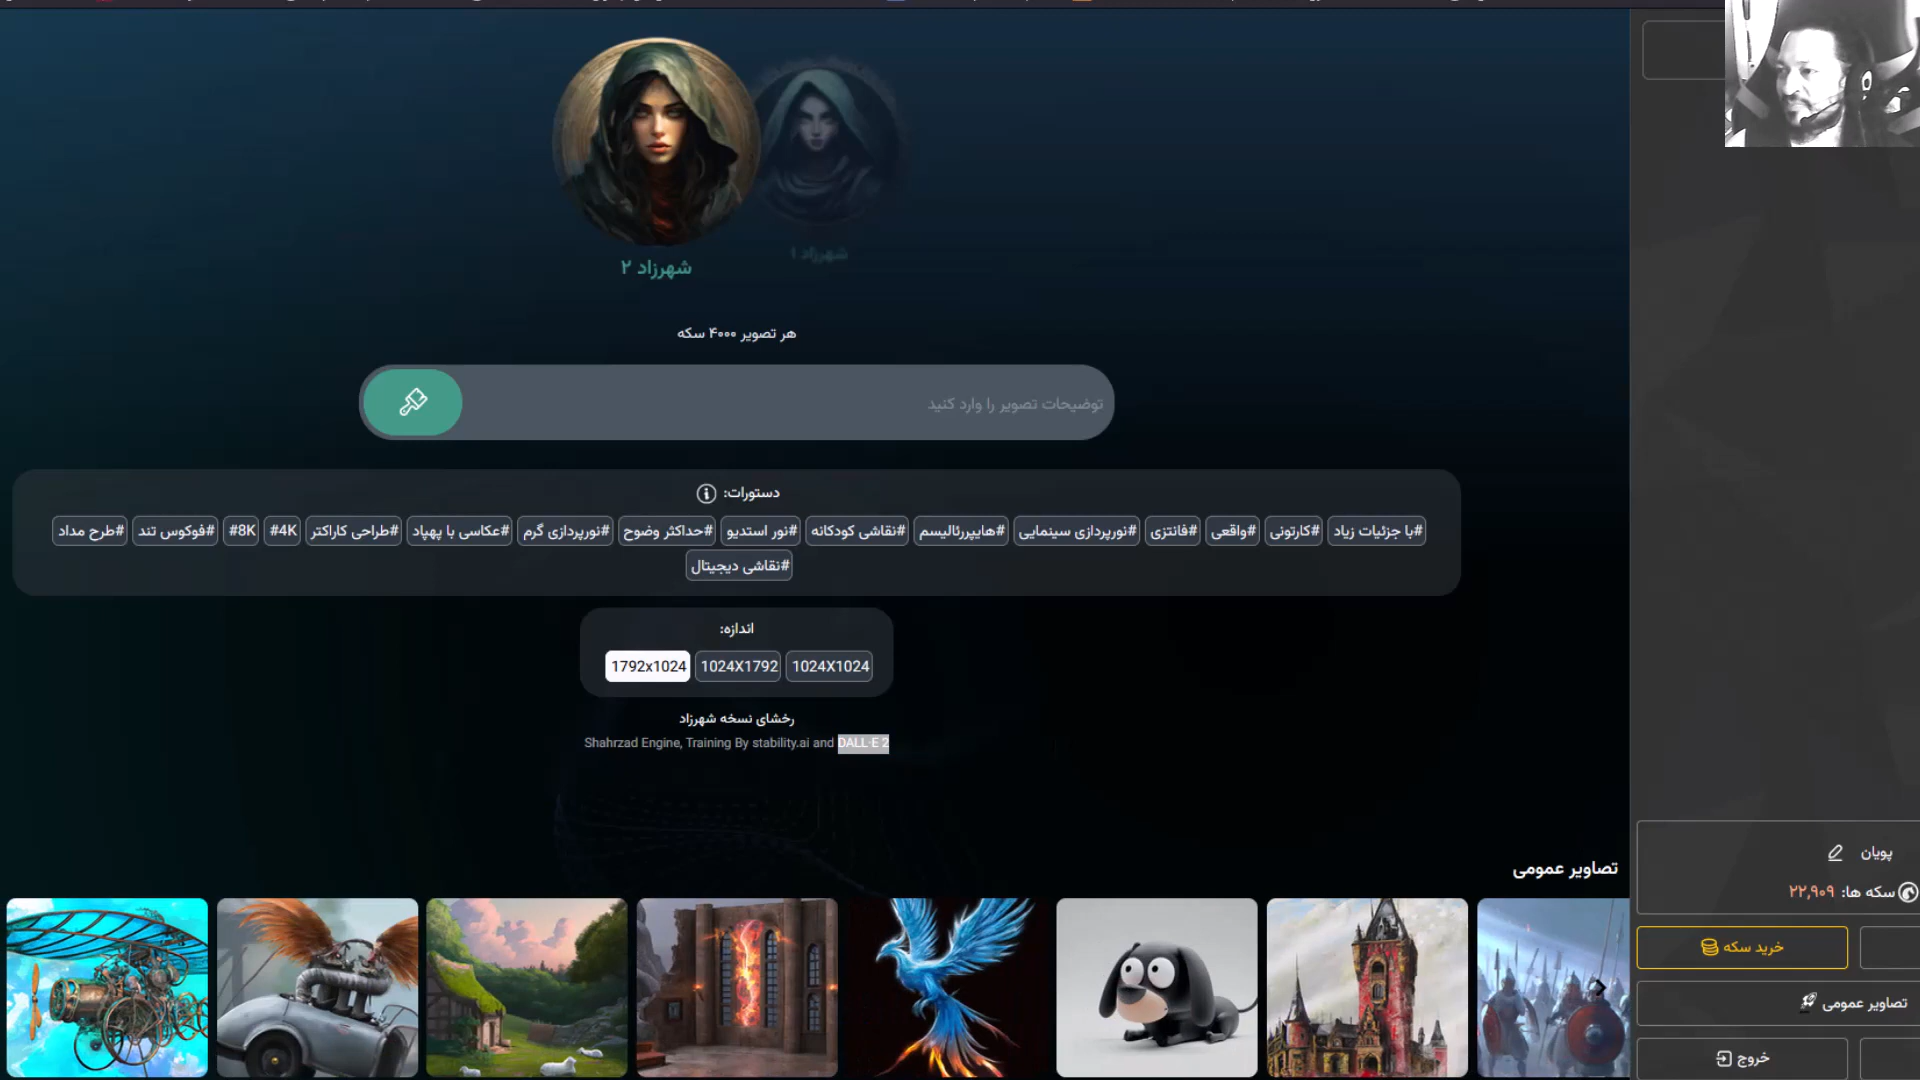 شهرزاد ۲
شهرزاد ۱
هر تصویر ۴۰۰۰ سکه
توضیحات تصویر را وارد کنید
دستورات:
#با جزئیات زیاد #کارتونی #واقعی #فانتزی #نورپردازی سینمایی #هایپررئالیسم #نقاشی کودکانه #نور استدیو #حداکثر وضوح #نورپردازی گرم #عکاسی با پهپاد #طراحی کاراکتر #4K #8K #فوکوس تند #طرح مداد
#نقاشی دیجیتال
اندازه:
1792x1024 1024X1792 1024X1024
رخشای نسخه شهرزاد
Shahrzad Engine, Training By stability.ai and DALL·E 2
تصاویر عمومی
پویان
سکه ها: ۲۲,۹۰۹
خرید سکه
تصاویر عمومی
خروج